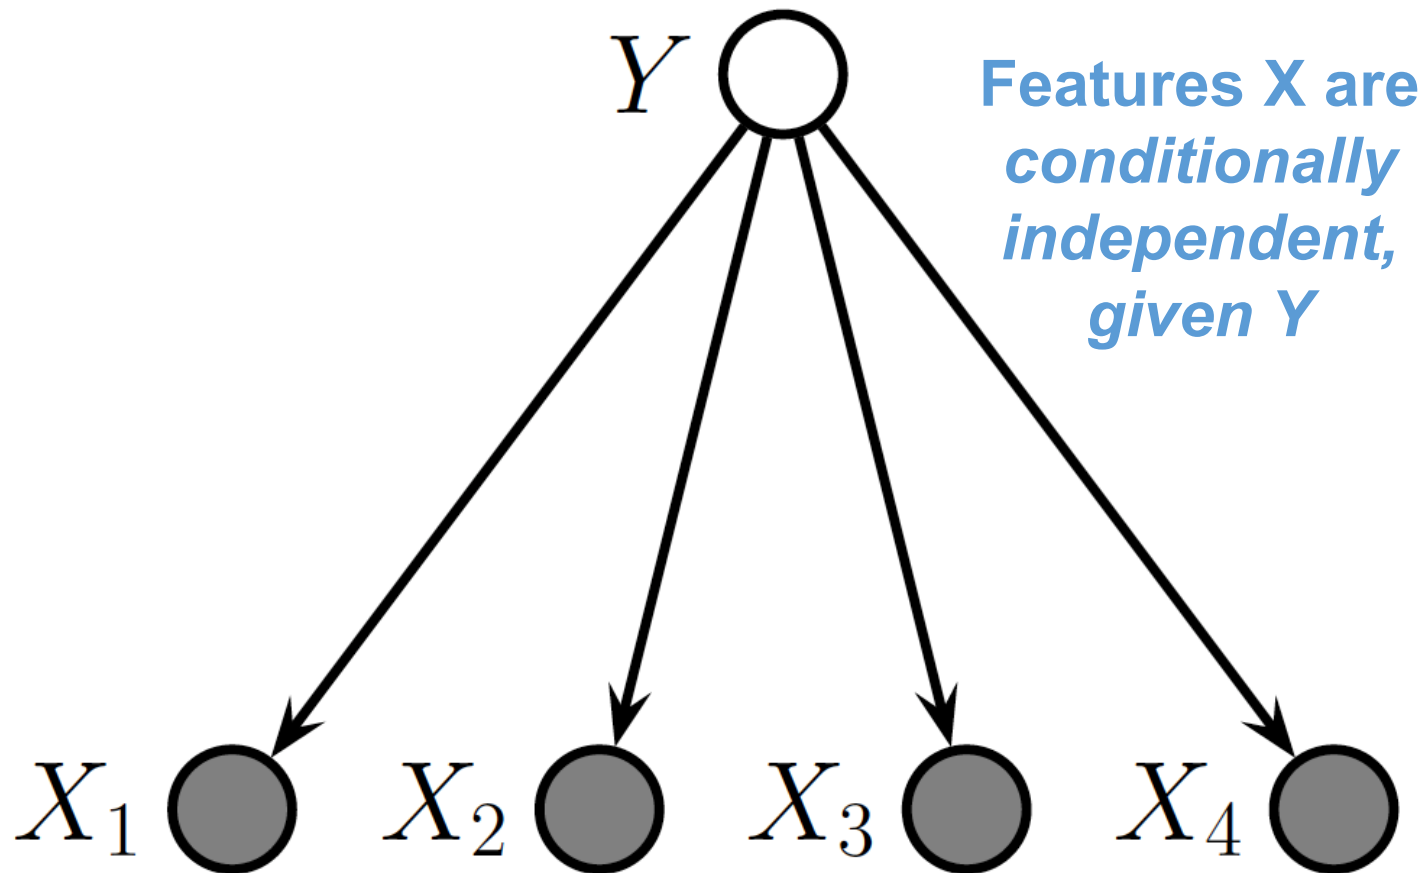 Y
Features X are
conditionally
independent,
given Y
X₁ X₂ X₃ X₄